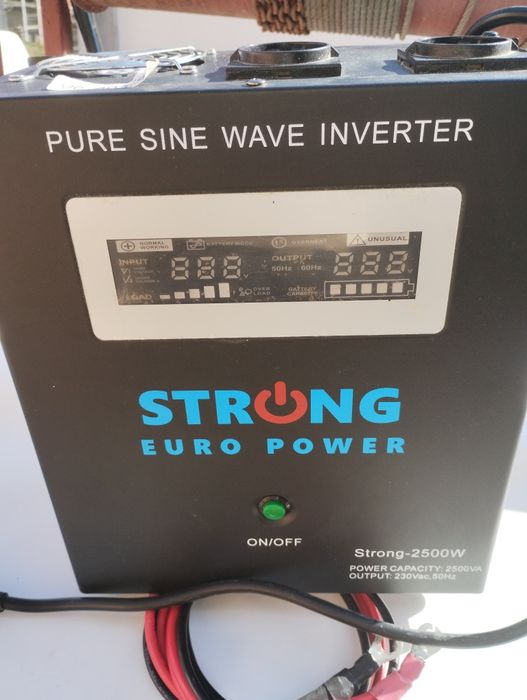 PURE SINE WAVE INVERTER
NORMAL WORKING
BATTERY MODE
OVERHEAT
UNUSUAL
INPUT
888 V
OUTPUT
50Hz 60Hz
888 V
LOAD
OVER LOAD
BATTERY CAPACITY
STRONG
EURO POWER
ON/OFF
Strong-2500W
POWER CAPACITY: 2500VA
OUTPUT: 230Vac,50Hz